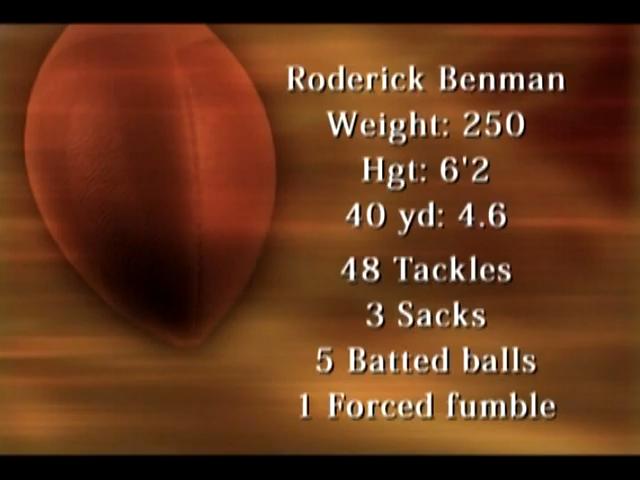 Roderick Benman
Weight: 250
Hgt: 6'2
40 yd: 4.6
48 Tackles
3 Sacks
5 Batted balls
1 Forced fumble